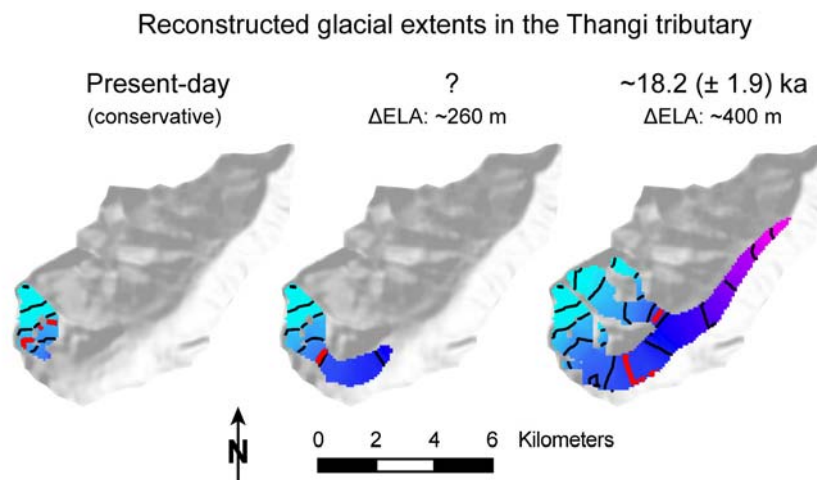 Reconstructed glacial extents in the Thangi tributary
Present-day
(conservative)
?
ΔELA: ~260 m
~18.2 (± 1.9) ka
ΔELA: ~400 m
N
0 2 4 6 Kilometers